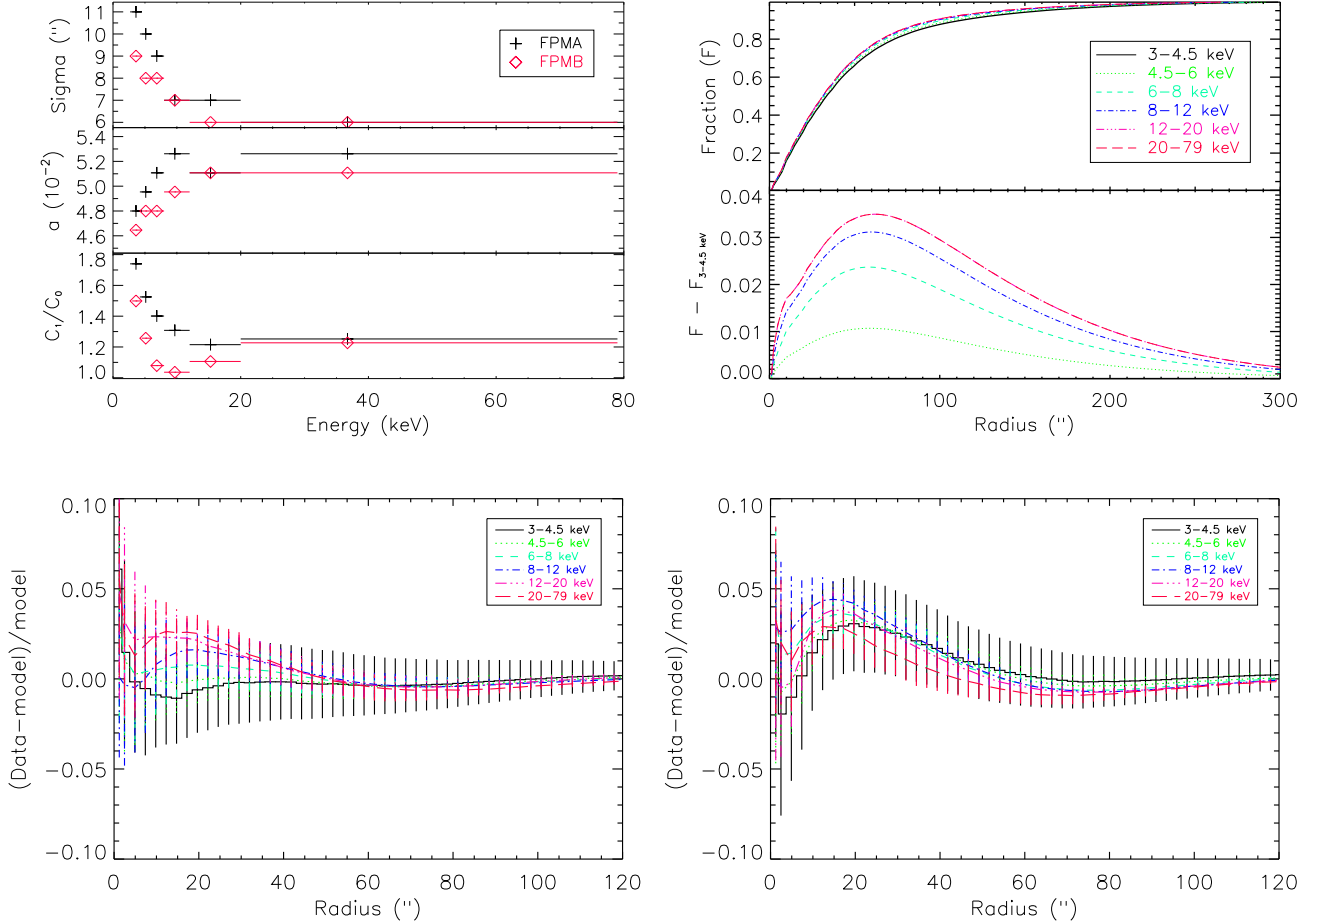 Sigma (")
11
10
9
8
7
6
FPMA
FPMB
a (10⁻²)
5.4
5.2
5.0
4.8
4.6
C₁/C₀
1.8
1.6
1.4
1.2
1.0
0
20
40
60
80
Energy (keV)
Fraction (F)
0.8
0.6
0.4
0.2
3−4.5 keV
4.5−6 keV
6−8 keV
8−12 keV
12−20 keV
20−79 keV
F − F₃₋₄.₅ keV
0.04
0.03
0.02
0.01
0.00
0
100
200
300
Radius (")
(Data−model)/model
0.10
0.05
0.00
−0.05
−0.10
3−4.5 keV
4.5−6 keV
6−8 keV
8−12 keV
12−20 keV
20−79 keV
0
20
40
60
80
100
120
Radius (")
(Data−model)/model
0.10
0.05
0.00
−0.05
−0.10
3−4.5 keV
4.5−6 keV
6−8 keV
8−12 keV
12−20 keV
20−79 keV
0
20
40
60
80
100
120
Radius (")